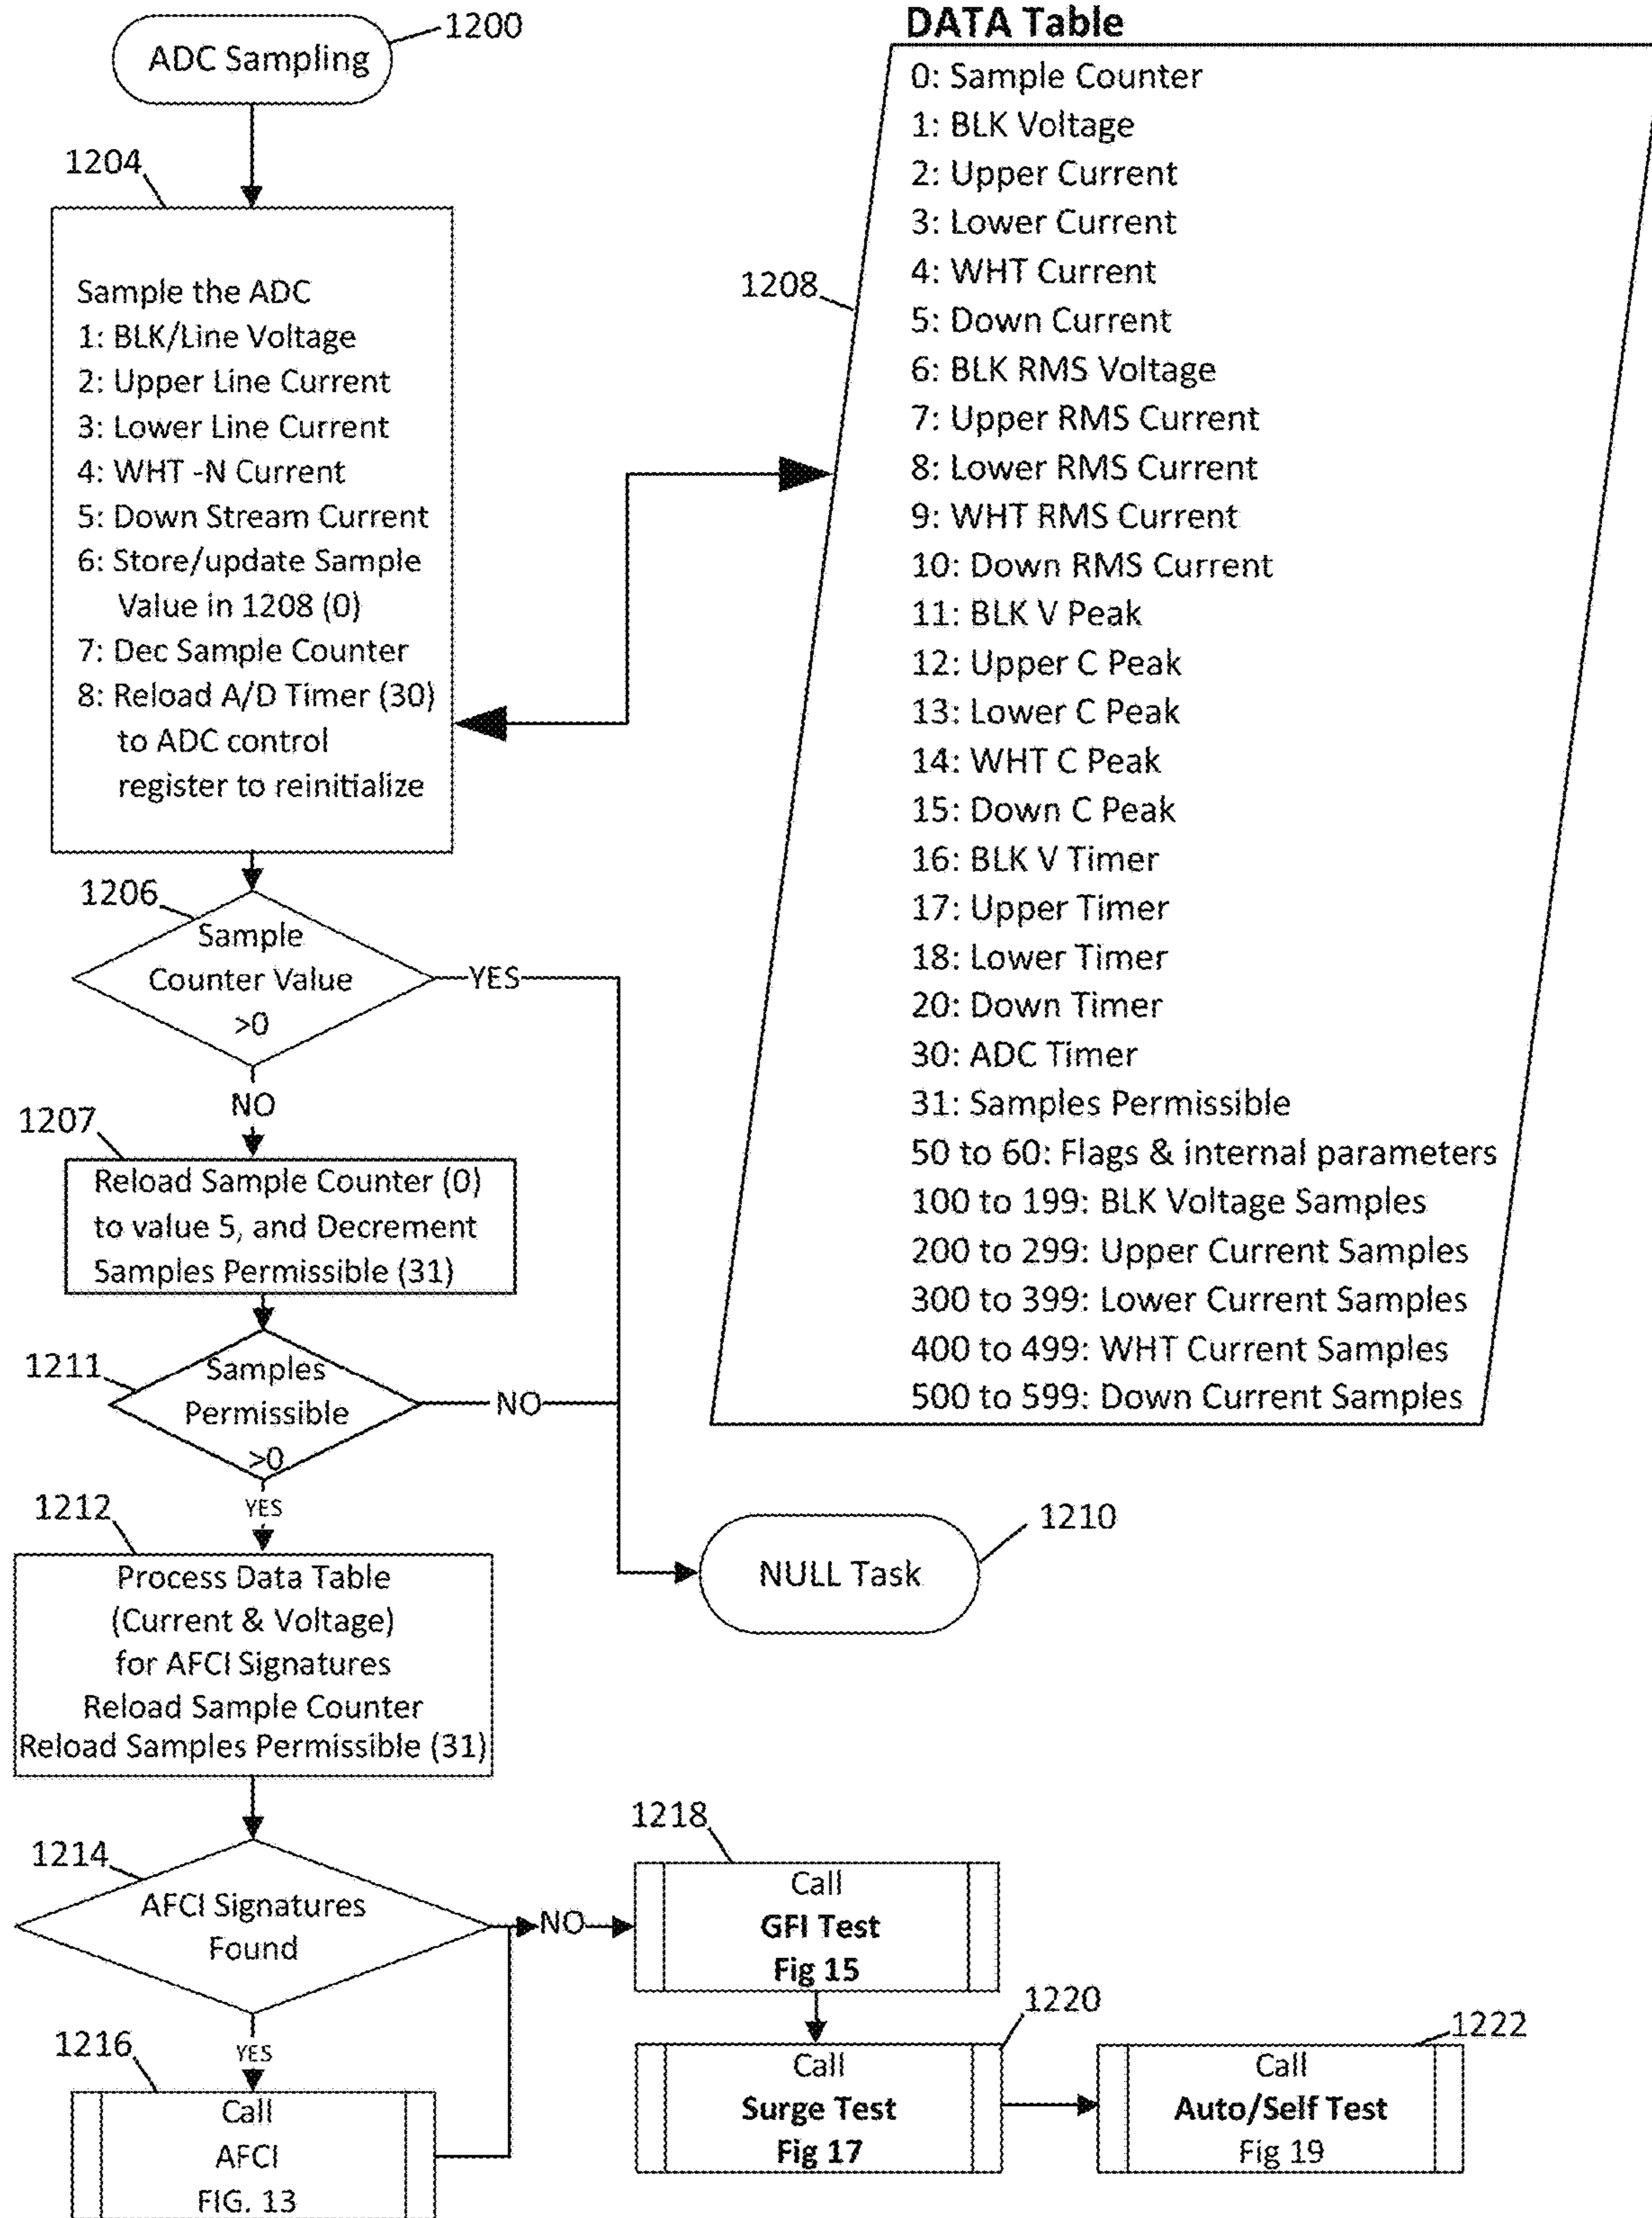 ADC Sampling
1200
1204
Sample the ADC
1: BLK/Line Voltage
2: Upper Line Current
3: Lower Line Current
4: WHT -N Current
5: Down Stream Current
6: Store/update Sample
Value in 1208 (0)
7: Dec Sample Counter
8: Reload A/D Timer (30)
to ADC control
register to reinitialize
DATA Table
1208
0: Sample Counter
1: BLK Voltage
2: Upper Current
3: Lower Current
4: WHT Current
5: Down Current
6: BLK RMS Voltage
7: Upper RMS Current
8: Lower RMS Current
9: WHT RMS Current
10: Down RMS Current
11: BLK V Peak
12: Upper C Peak
13: Lower C Peak
14: WHT C Peak
15: Down C Peak
16: BLK V Timer
17: Upper Timer
18: Lower Timer
20: Down Timer
30: ADC Timer
31: Samples Permissible
50 to 60: Flags & internal parameters
100 to 199: BLK Voltage Samples
200 to 299: Upper Current Samples
300 to 399: Lower Current Samples
400 to 499: WHT Current Samples
500 to 599: Down Current Samples
1206
Sample
Counter Value
>0
YES
NO
1207
Reload Sample Counter (0)
to value 5, and Decrement
Samples Permissible (31)
1211
Samples
Permissible
>0
NO
YES
1210
NULL Task
1212
Process Data Table
(Current & Voltage)
for AFCI Signatures
Reload Sample Counter
Reload Samples Permissible (31)
1214
AFCI Signatures
Found
NO
YES
1216
Call
AFCI
FIG. 13
1218
Call
GFI Test
Fig 15
1220
Call
Surge Test
Fig 17
1222
Call
Auto/Self Test
Fig 19